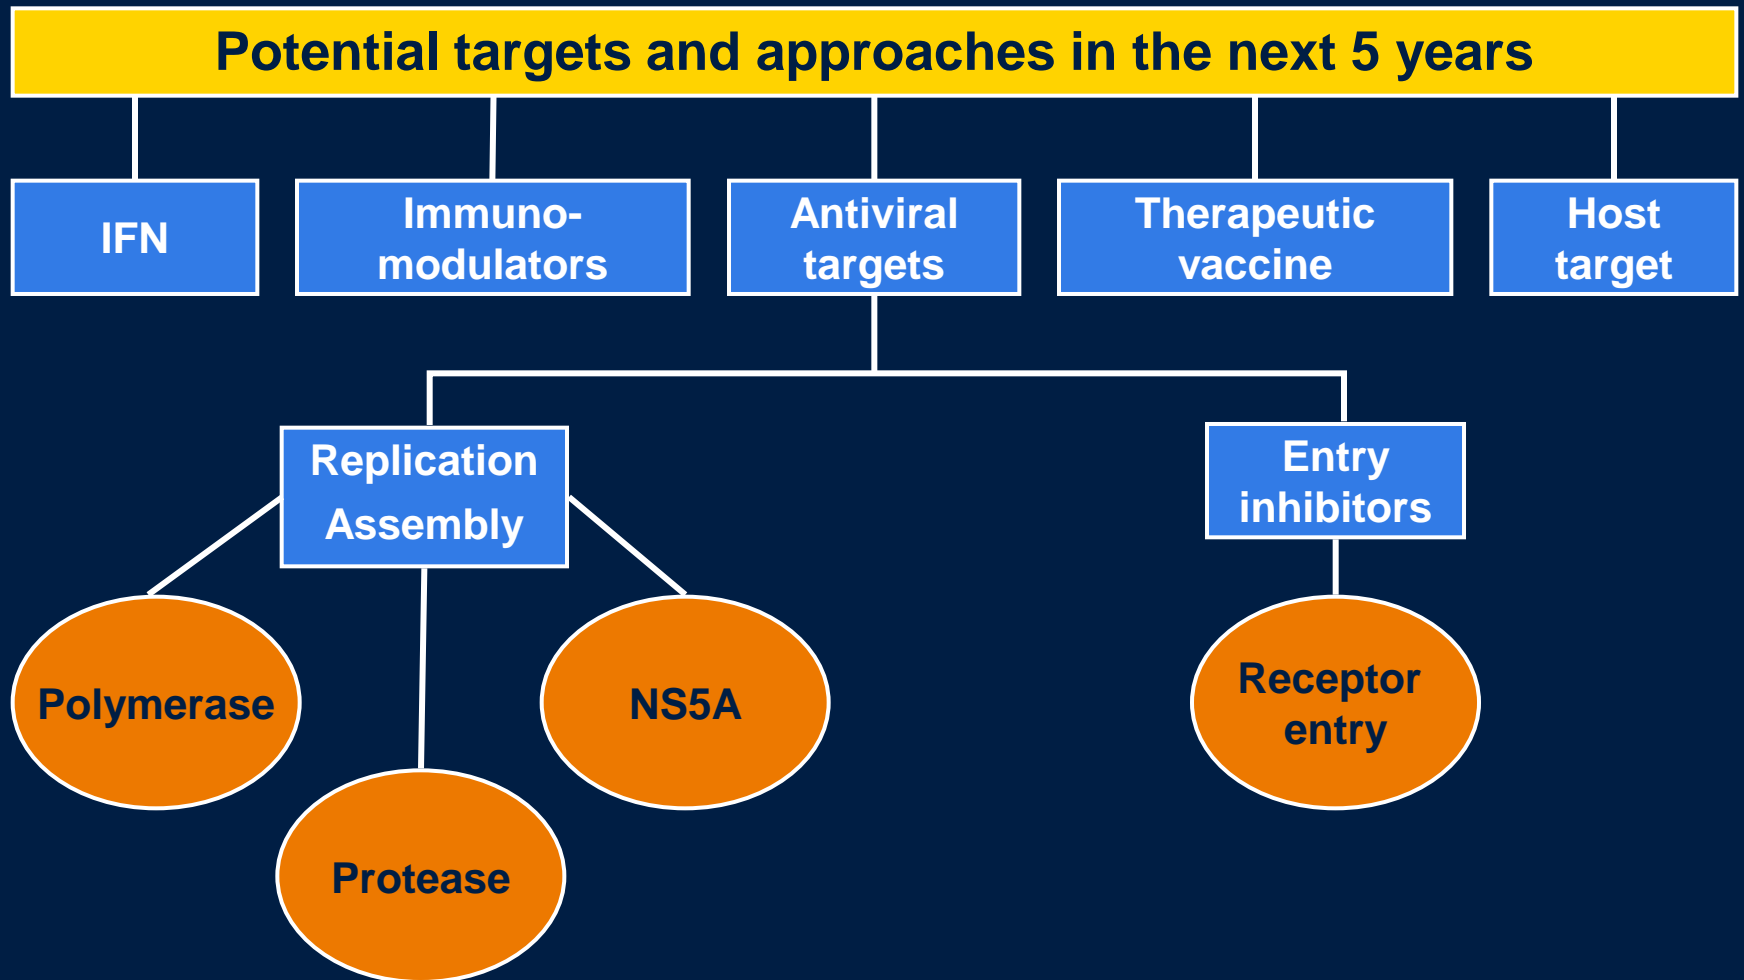 Potential targets and approaches in the next 5 years
IFN
Immuno-
modulators
Antiviral
targets
Therapeutic
vaccine
Host
target
Replication
Assembly
Entry
inhibitors
Polymerase
NS5A
Receptor
entry
Protease